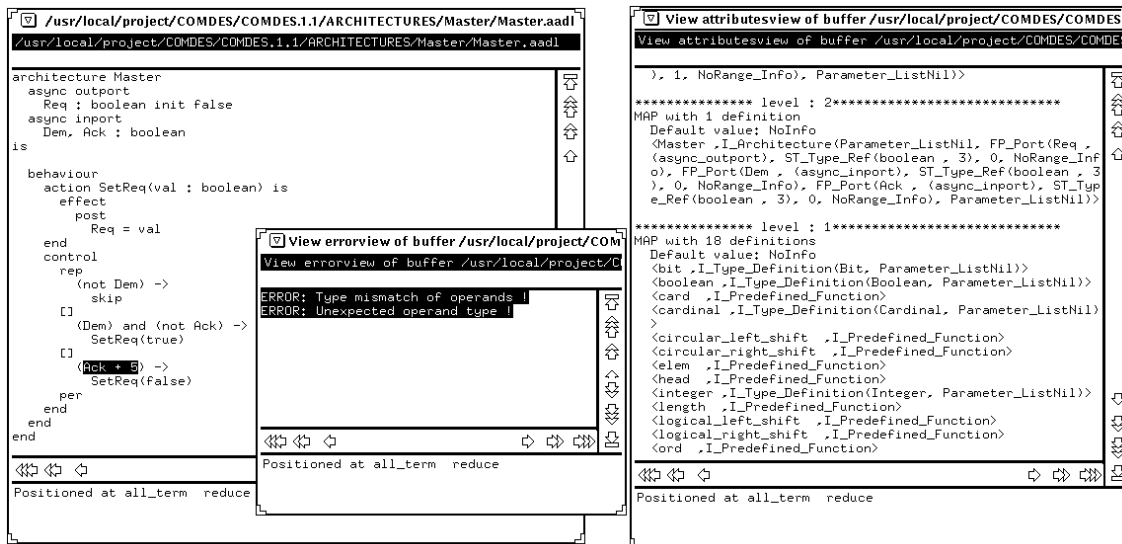 /usr/local/project/COMDES/COMDES.1.1/ARCHITECTURES/Master/Master.aadl
/usr/local/project/COMDES/COMDES.1.1/ARCHITECTURES/Master/Master.aadl
architecture Master
async outport
Req : boolean init false
async inport
Dem, Ack : boolean
is
behaviour
action SetReq(val : boolean) is
effect
post
Req = val
end
control
rep
(not Dem) ->
skip
[]
(Dem) and (not Ack) ->
SetReq(true)
[]
(Ack + 5) ->
SetReq(false)
per
end
end
end
Positioned at all_term reduce
View errorview of buffer /usr/local/project/COM
View errorview of buffer /usr/local/project/CO
ERROR: Type mismatch of operands !
ERROR: Unexpected operand type !
Positioned at all_term reduce
View attributesview of buffer /usr/local/project/COMDES/COMDES
View attributesview of buffer /usr/local/project/COMDES/COMDES
), 1, NoRange_Info), Parameter_ListNil)>
*************** level : 2*****************************
MAP with 1 definition
Default value: NoInfo
<Master ,I_Architecture(Parameter_ListNil, FP_Port(Req ,
(async_outport), ST_Type_Ref(boolean , 3), 0, NoRange_Inf
o), FP_Port(Dem , (async_inport), ST_Type_Ref(boolean , 3
), 0, NoRange_Info), FP_Port(Ack , (async_inport), ST_Typ
e_Ref(boolean , 3), 0, NoRange_Info), Parameter_ListNil)>
*************** level : 1*****************************
MAP with 18 definitions
Default value: NoInfo
<bit ,I_Type_Definition(Bit, Parameter_ListNil)>
<boolean ,I_Type_Definition(Boolean, Parameter_ListNil)>
<card ,I_Predefined_Function>
<cardinal ,I_Type_Definition(Cardinal, Parameter_ListNil)
>
<circular_left_shift ,I_Predefined_Function>
<circular_right_shift ,I_Predefined_Function>
<elem ,I_Predefined_Function>
<head ,I_Predefined_Function>
<integer ,I_Type_Definition(Integer, Parameter_ListNil)>
<length ,I_Predefined_Function>
<logical_left_shift ,I_Predefined_Function>
<logical_right_shift ,I_Predefined_Function>
<ord ,I_Predefined_Function>
Positioned at all_term reduce